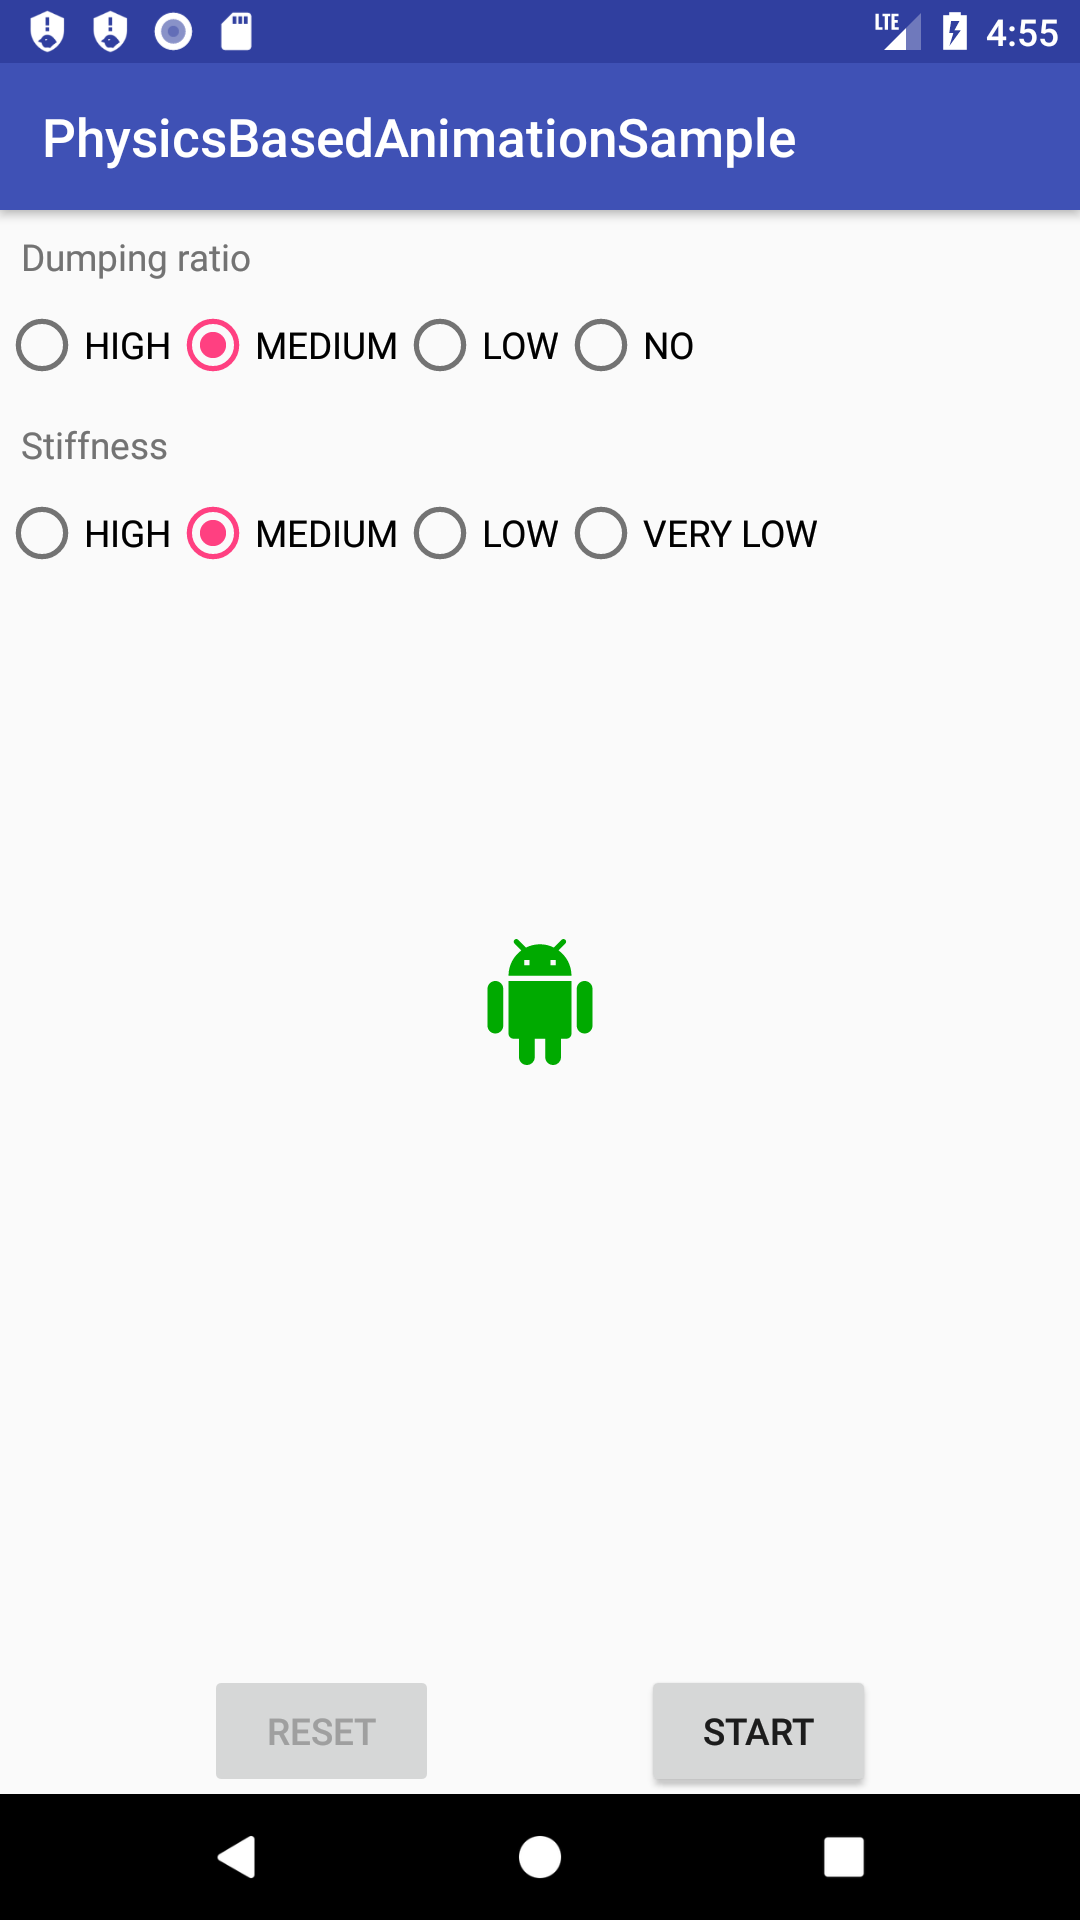 LTE 4:55
PhysicsBasedAnimationSample
Dumping ratio
HIGH MEDIUM LOW NO
Stiffness
HIGH MEDIUM LOW VERY LOW
RESET START